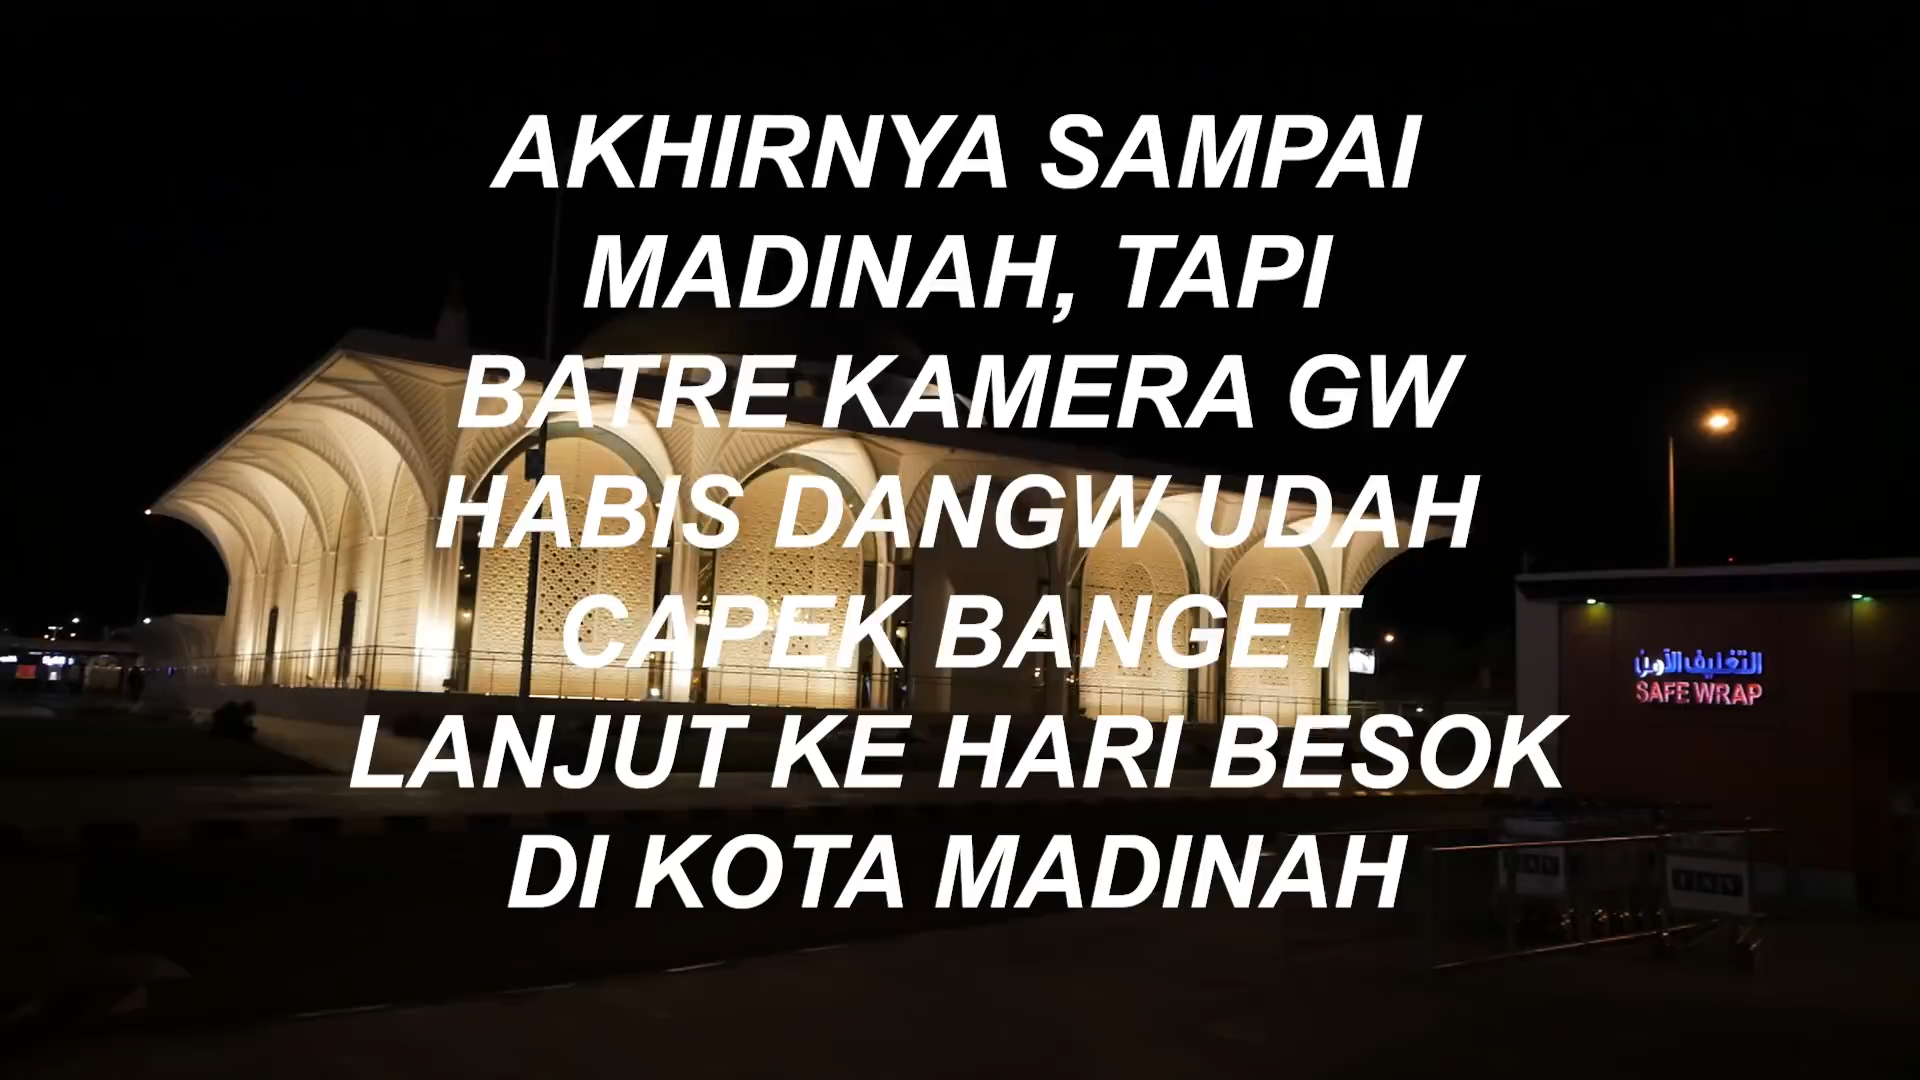 AKHIRNYA SAMPAI
MADINAH, TAPI
BATRE KAMERA GW
HABIS DANGW UDAH
CAPEK BANGET
LANJUT KE HARI BESOK
DI KOTA MADINAH
التغليف الآمن
SAFE WRAP